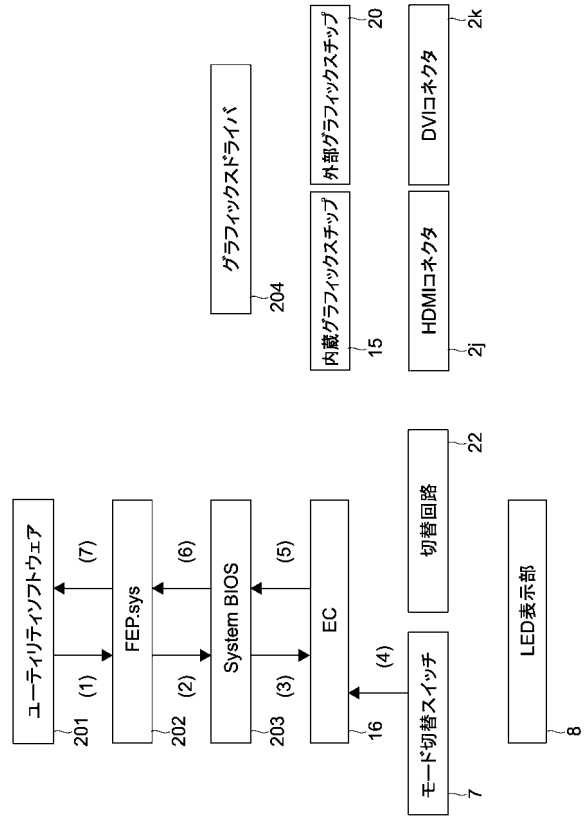 ユーティリティソフトウェア
201
(1)
(7)
FEP.sys
202
(2)
(6)
System BIOS
203
(3)
(5)
EC
16
(4)
モード切替スイッチ
7
切替回路
22
LED表示部
8
グラフィックスドライバ
204
内蔵グラフィックスチップ
15
外部グラフィックスチップ
20
HDMIコネクタ
2j
DVIコネクタ
2k